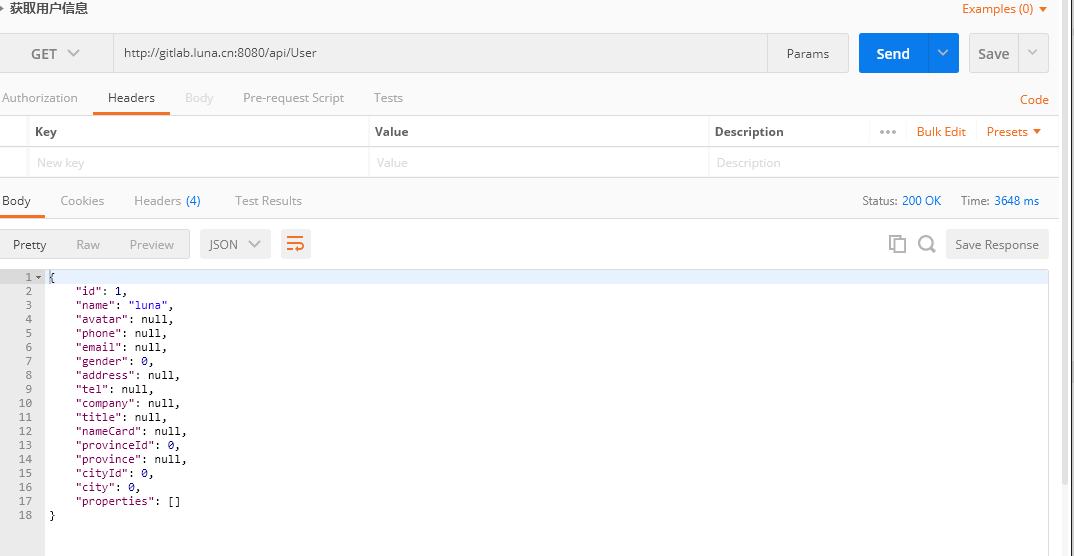 获取用户信息
Examples (0)
GET
http://gitlab.luna.cn:8080/api/User
Params
Send
Save
Authorization
Headers
Body
Pre-request Script
Tests
Code
Key
Value
Description
Bulk Edit
Presets
New key
Value
Description
Body
Cookies
Headers (4)
Test Results
Status: 200 OK
Time: 3648 ms
Pretty
Raw
Preview
JSON
Save Response
1 {
2 "id": 1,
3 "name": "luna",
4 "avatar": null,
5 "phone": null,
6 "email": null,
7 "gender": 0,
8 "address": null,
9 "tel": null,
10 "company": null,
11 "title": null,
12 "nameCard": null,
13 "provinceId": 0,
14 "province": null,
15 "cityId": 0,
16 "city": 0,
17 "properties": []
18 }